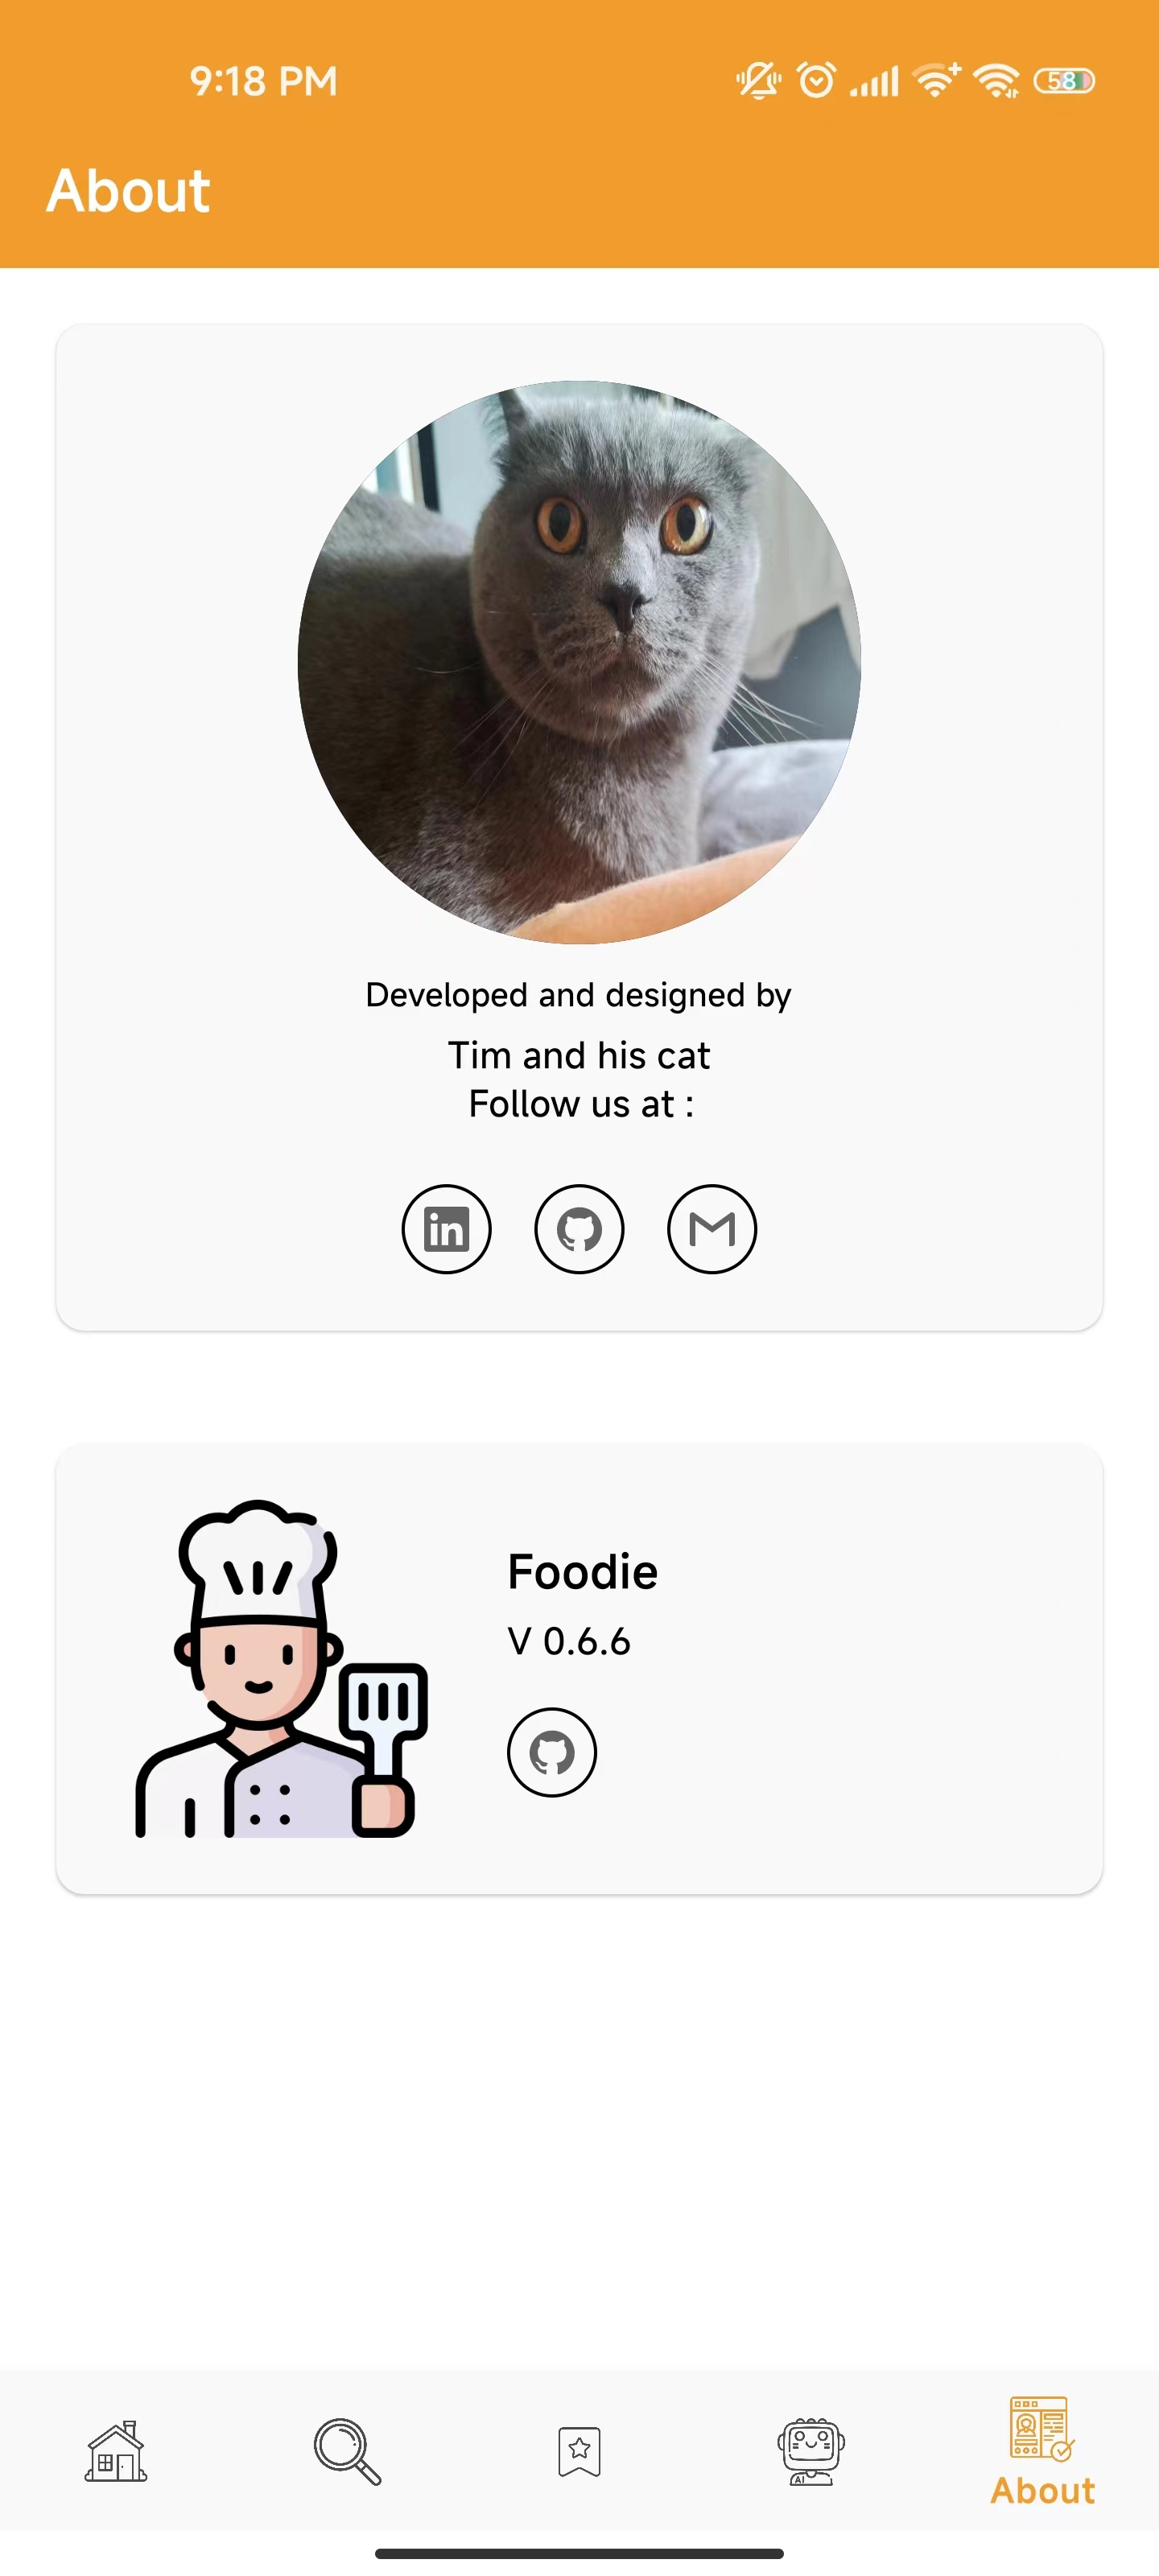 9:18 PM
58
About
Developed and designed by
Tim and his cat
Follow us at :
in
Foodie
V 0.6.6
AI
About